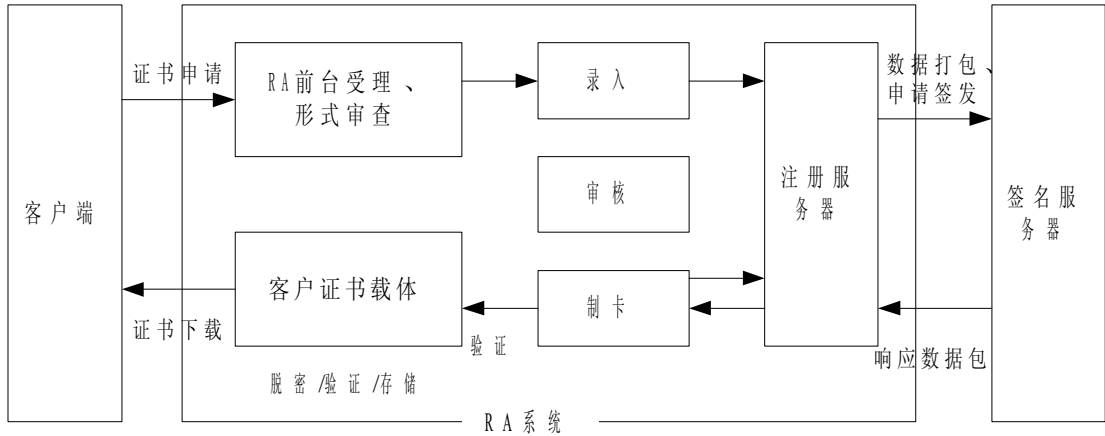 证书申请
RA前台受理、
形式审查
录入
数据打包、
申请签发
客户端
审核
注册服
务器
签名服
务器
客户证书载体
制卡
证书下载
验证
响应数据包
脱密/验证/存储
RA系统